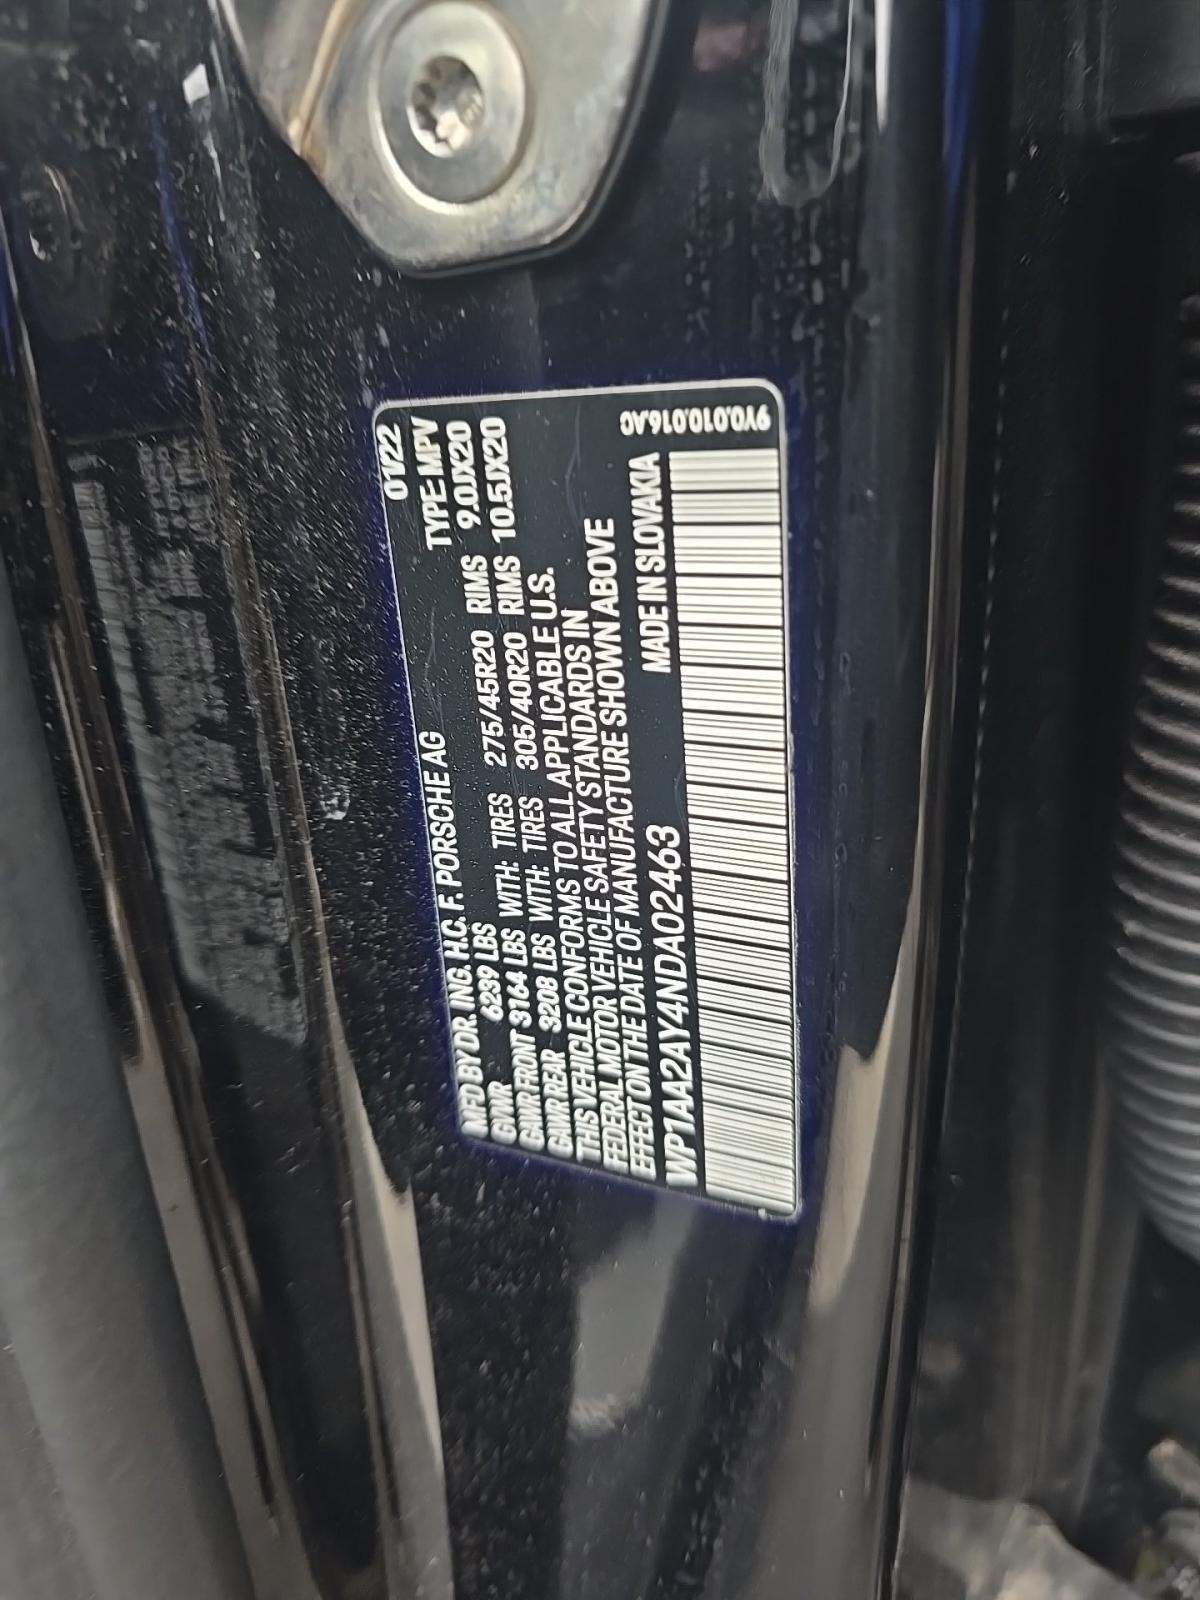 01/22
MFD BY DR. ING. H.C. F. PORSCHE AG TYPE: MPV
GVWR 6239 LBS WITH: TIRES 275/45R20 RIMS 9.0JX20
GAWR FRONT 3164 LBS WITH: TIRES 305/40R20 RIMS 10.5JX20
GAWR REAR 3208 LBS
THIS VEHICLE CONFORMS TO ALL APPLICABLE U.S.
FEDERAL MOTOR VEHICLE SAFETY STANDARDS IN
EFFECT ON THE DATE OF MANUFACTURE SHOWN ABOVE
WP1AA2AY4NDA02463 MADE IN SLOVAKIA
9Y0.010.016.AC